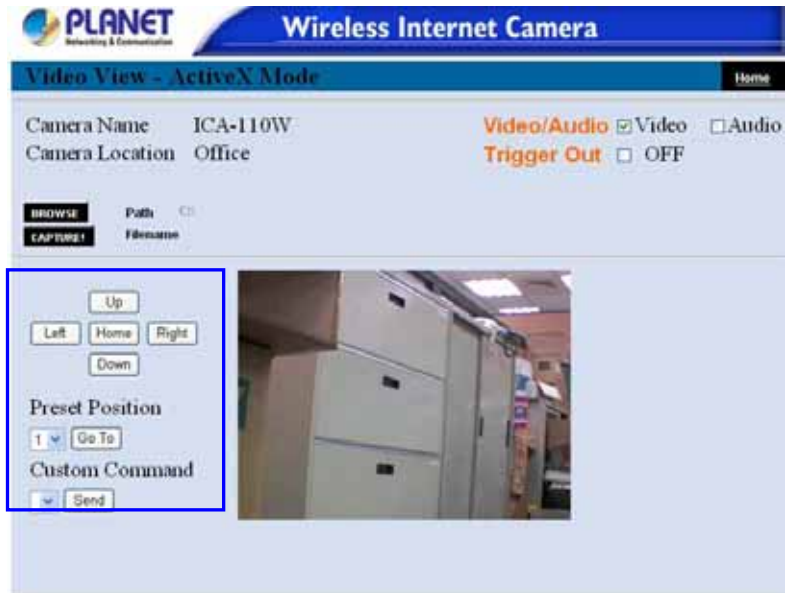 PLANET
Networking & Communication
Wireless Internet Camera
Video View - ActiveX Mode
Home
Camera Name ICA-110W
Video/Audio Video Audio
Camera Location Office
Trigger Out OFF
BROWSE Path
CAPTURE! Filename
Up
Left Home Right
Down
Preset Position
1 Go To
Custom Command
Send